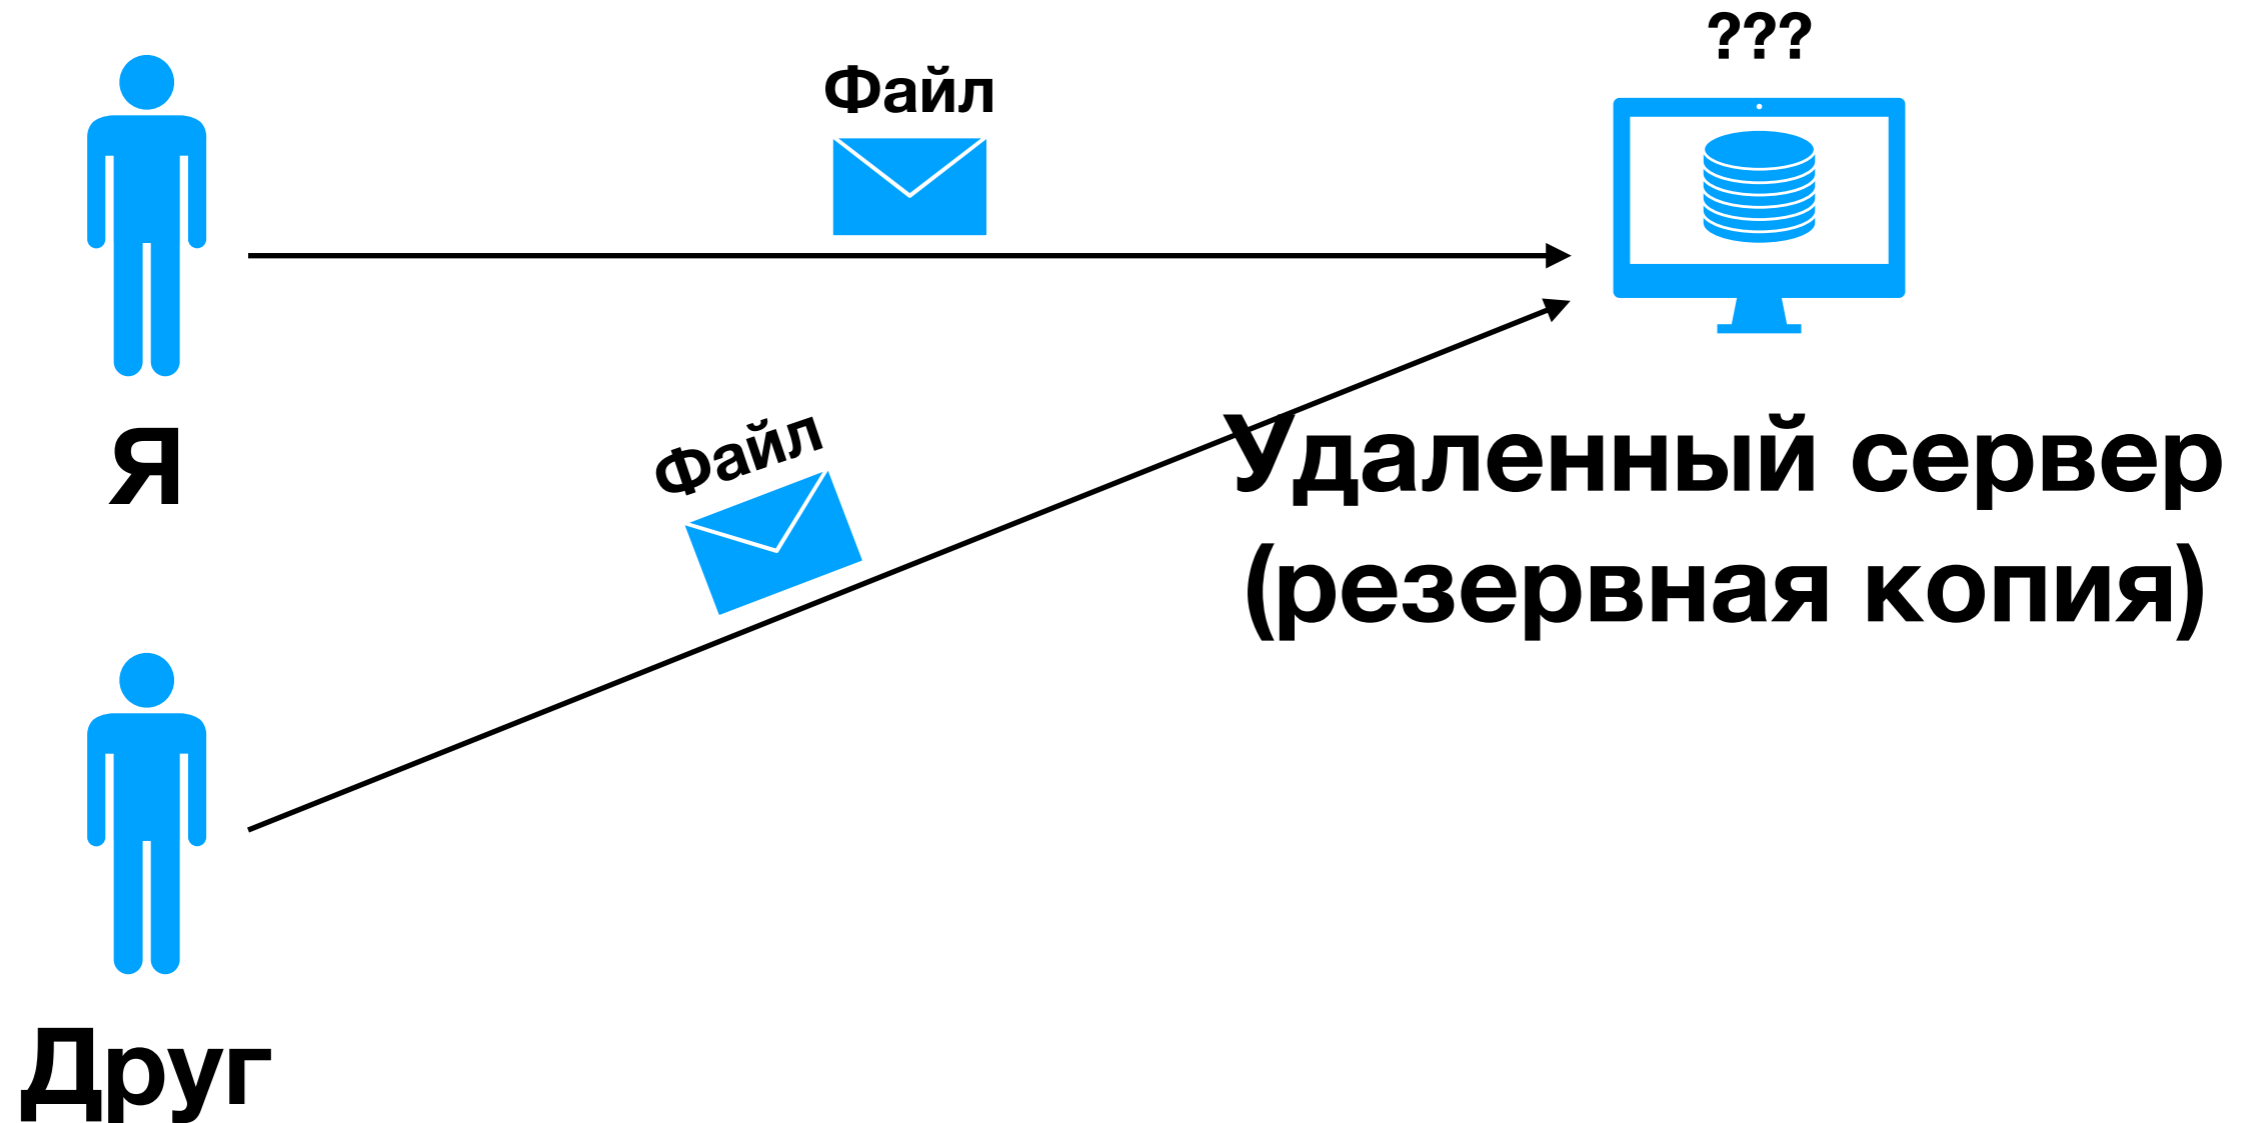 ???
Файл
Я
Файл
Удаленный сервер
(резервная копия)
Друг